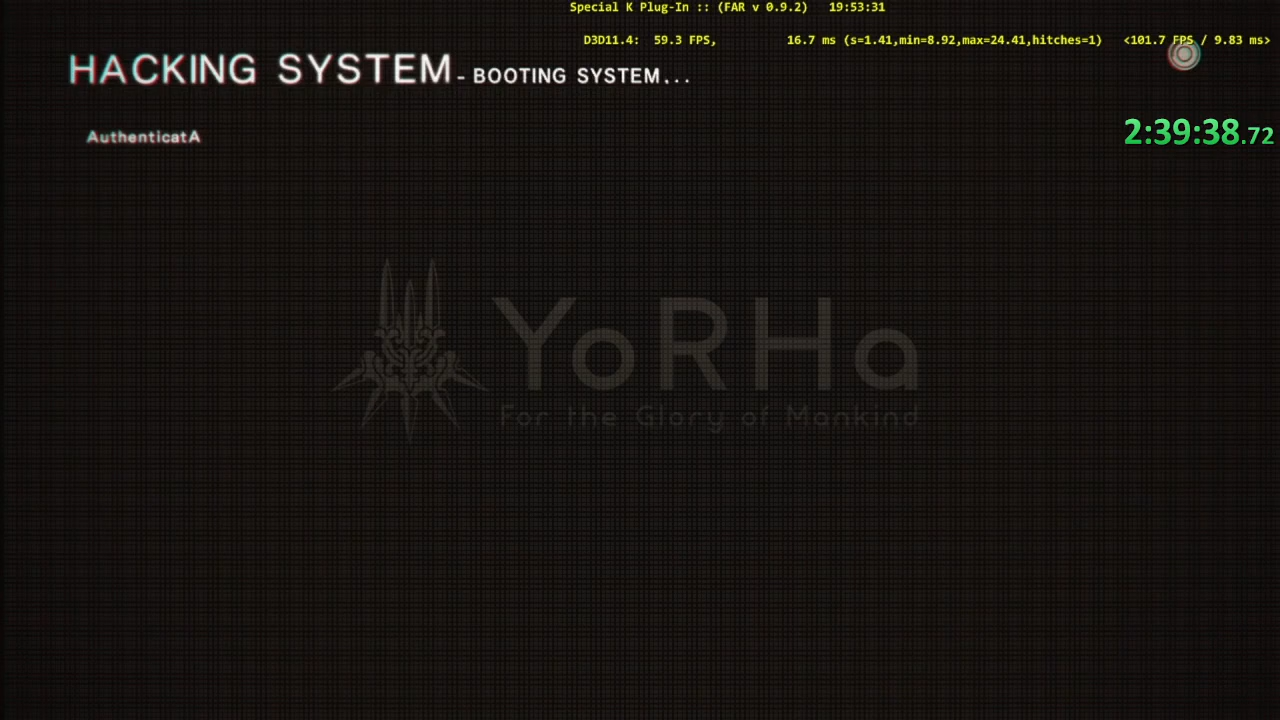 Special K Plug-In :: (FAR v 0.9.2)   19:53:31
D3D11.4:  59.3 FPS,          16.7 ms (s=1.41,min=8.92,max=24.41,hitches=1)   <101.7 FPS / 9.83 ms>
HACKING SYSTEM - BOOTING SYSTEM...
2:39:38.72
AuthenticatA
YoRHa
For the Glory of Mankind